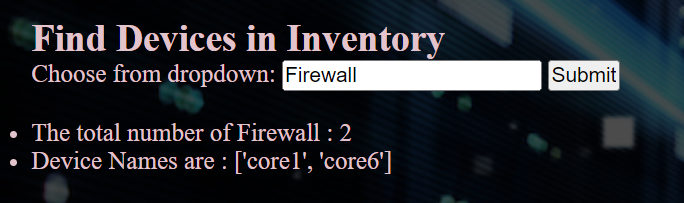 Find Devices in Inventory
Choose from dropdown: Firewall Submit
The total number of Firewall : 2
Device Names are : ['core1', 'core6']